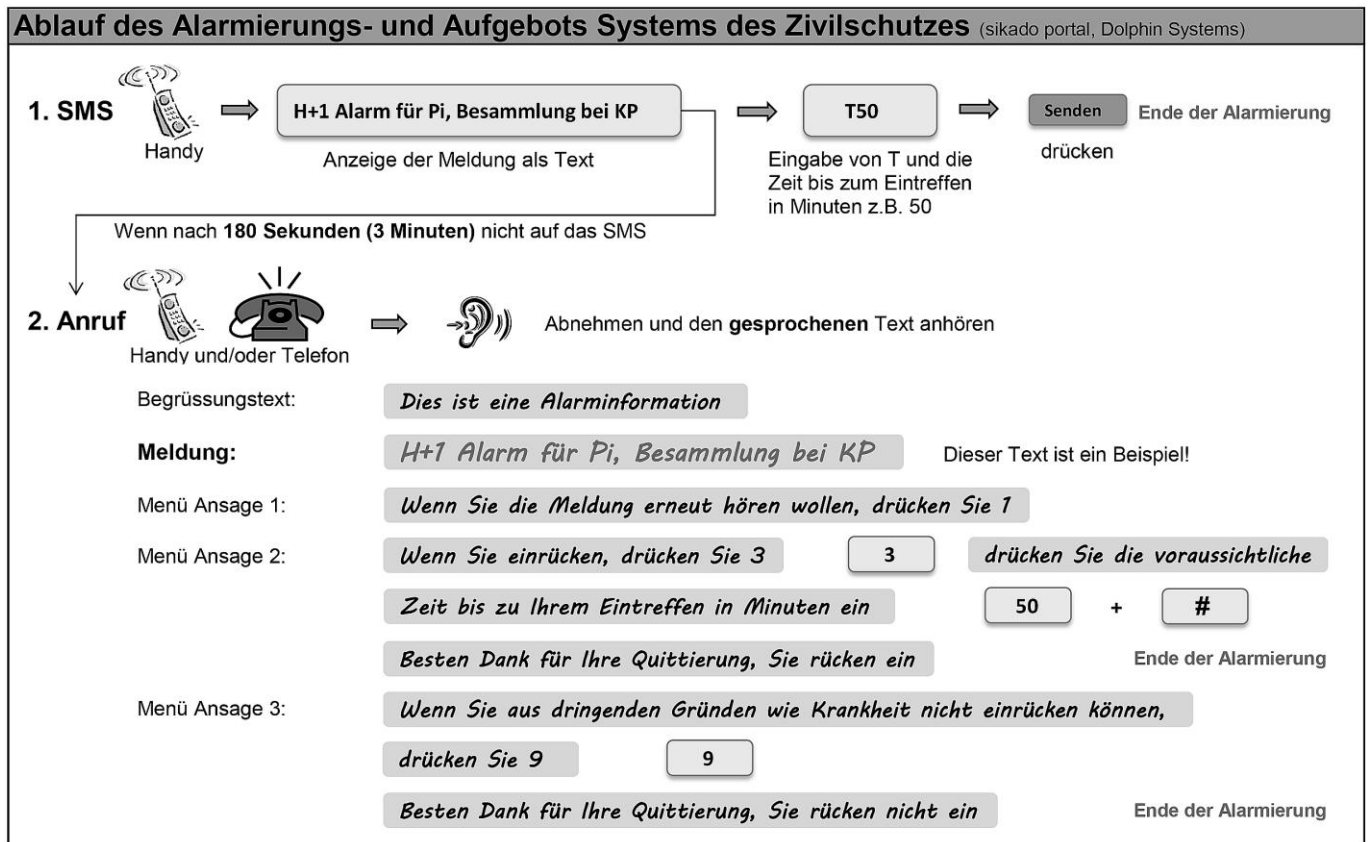 Ablauf des Alarmierungs- und Aufgebots Systems des Zivilschutzes (sikado portal, Dolphin Systems)
1. SMS
Handy
H+1 Alarm für Pi, Besammlung bei KP
Anzeige der Meldung als Text
T50
Eingabe von T und die
Zeit bis zum Eintreffen
in Minuten z.B. 50
Senden
drücken
Ende der Alarmierung
Wenn nach 180 Sekunden (3 Minuten) nicht auf das SMS
2. Anruf
Handy und/oder Telefon
Abnehmen und den gesprochenen Text anhören
Begrüssungstext: Dies ist eine Alarminformation
Meldung: H+1 Alarm für Pi, Besammlung bei KP Dieser Text ist ein Beispiel!
Menü Ansage 1: Wenn Sie die Meldung erneut hören wollen, drücken Sie 1
Menü Ansage 2: Wenn Sie einrücken, drücken Sie 3 3 drücken Sie die voraussichtliche
Zeit bis zu Ihrem Eintreffen in Minuten ein 50 + #
Besten Dank für Ihre Quittierung, Sie rücken ein Ende der Alarmierung
Menü Ansage 3: Wenn Sie aus dringenden Gründen wie Krankheit nicht einrücken können,
drücken Sie 9 9
Besten Dank für Ihre Quittierung, Sie rücken nicht ein Ende der Alarmierung